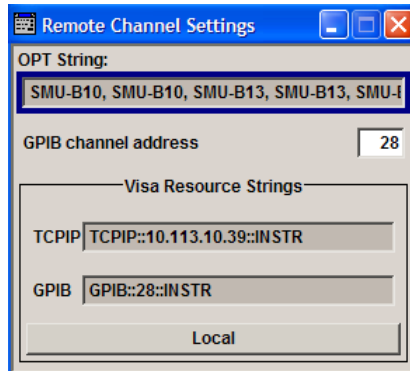 Remote Channel Settings
OPT String:
SMU-B10, SMU-B10, SMU-B13, SMU-B13, SMU-
GPIB channel address 28
Visa Resource Strings
TCPIP TCPIP::10.113.10.39::INSTR
GPIB GPIB::28::INSTR
Local